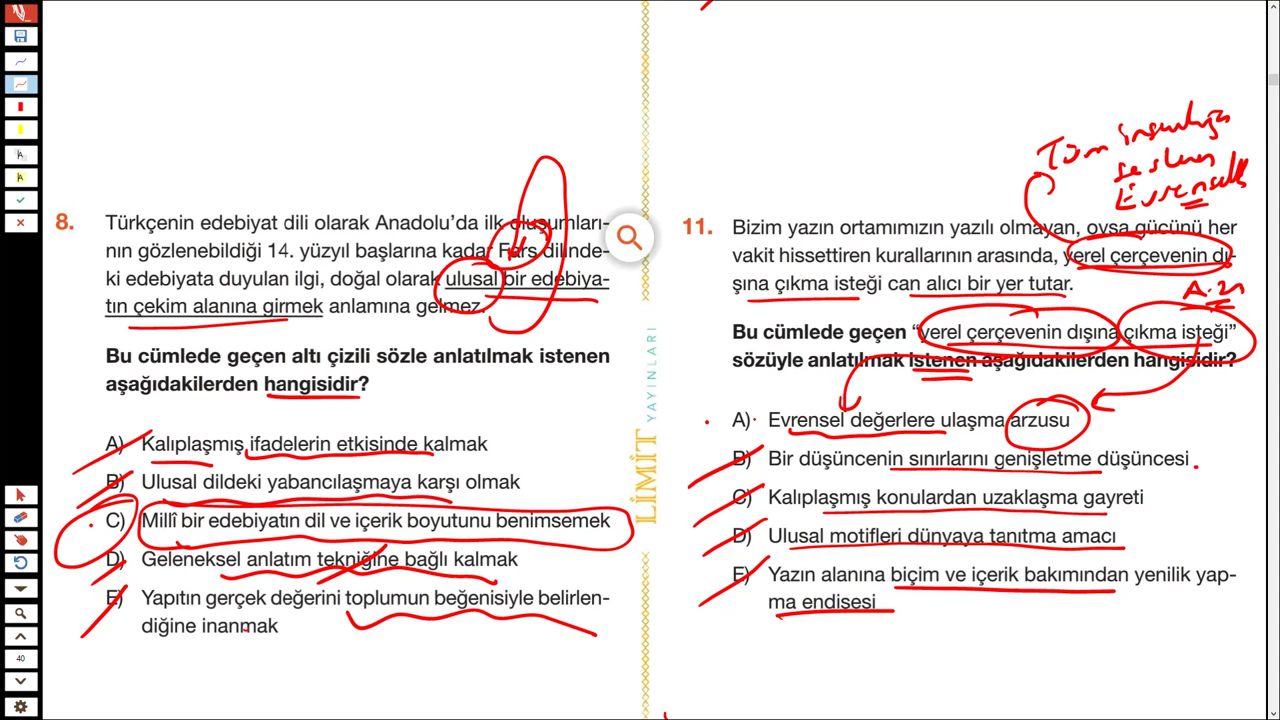 8. Türkçenin edebiyat dili olarak Anadolu'da ilk oluşumları-
nın gözlenebildiği 14. yüzyıl başlarına kadar Fars dilinde-
ki edebiyata duyulan ilgi, doğal olarak ulusal bir edebiya-
tın çekim alanına girmek anlamına gelmez.
Bu cümlede geçen altı çizili sözle anlatılmak istenen
aşağıdakilerden hangisidir?
A) Kalıplaşmış ifadelerin etkisinde kalmak
B) Ulusal dildeki yabancılaşmaya karşı olmak
C) Millî bir edebiyatın dil ve içerik boyutunu benimsemek
D) Geleneksel anlatım tekniğine bağlı kalmak
E) Yapıtın gerçek değerini toplumun beğenisiyle belirlen-
diğine inanmak
LİMİT YAYINLARI
Tüm insanlığa
seslenen
Evrensellik
11. Bizim yazın ortamımızın yazılı olmayan, oysa gücünü her
vakit hissettiren kurallarının arasında, yerel çerçevenin dı-
şına çıkma isteği can alıcı bir yer tutar.
Bu cümlede geçen "yerel çerçevenin dışına çıkma isteği"
sözüyle anlatılmak istenen aşağıdakilerden hangisidir?
A) Evrensel değerlere ulaşma arzusu
B) Bir düşüncenin sınırlarını genişletme düşüncesi
C) Kalıplaşmış konulardan uzaklaşma gayreti
D) Ulusal motifleri dünyaya tanıtma amacı
E) Yazın alanına biçim ve içerik bakımından yenilik yap-
ma endişesi
40